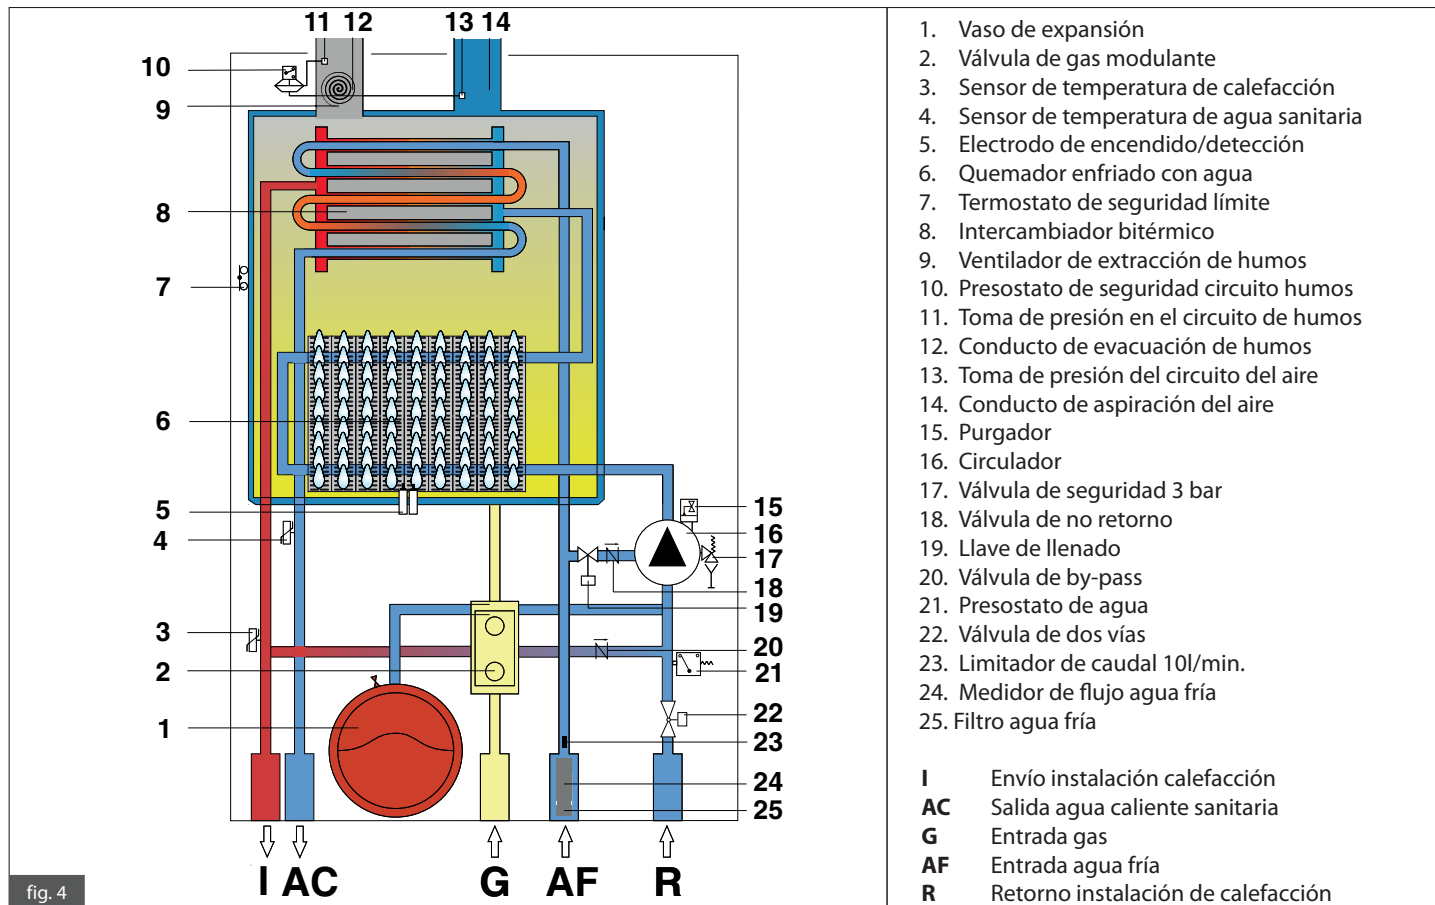 11 12 13 14
10
9
8
7
6
5
4
3
2
1
15
16
17
18
19
20
21
22
23
24
25
I AC G AF R
fig. 4
1. Vaso de expansión
2. Válvula de gas modulante
3. Sensor de temperatura de calefacción
4. Sensor de temperatura de agua sanitaria
5. Electrodo de encendido/detección
6. Quemador enfriado con agua
7. Termostato de seguridad límite
8. Intercambiador bitérmico
9. Ventilador de extracción de humos
10. Presostato de seguridad circuito humos
11. Toma de presión en el circuito de humos
12. Conducto de evacuación de humos
13. Toma de presión del circuito del aire
14. Conducto de aspiración del aire
15. Purgador
16. Circulador
17. Válvula de seguridad 3 bar
18. Válvula de no retorno
19. Llave de llenado
20. Válvula de by-pass
21. Presostato de agua
22. Válvula de dos vías
23. Limitador de caudal 10l/min.
24. Medidor de flujo agua fría
25. Filtro agua fría
I Envío instalación calefacción
AC Salida agua caliente sanitaria
G Entrada gas
AF Entrada agua fría
R Retorno instalación de calefacción